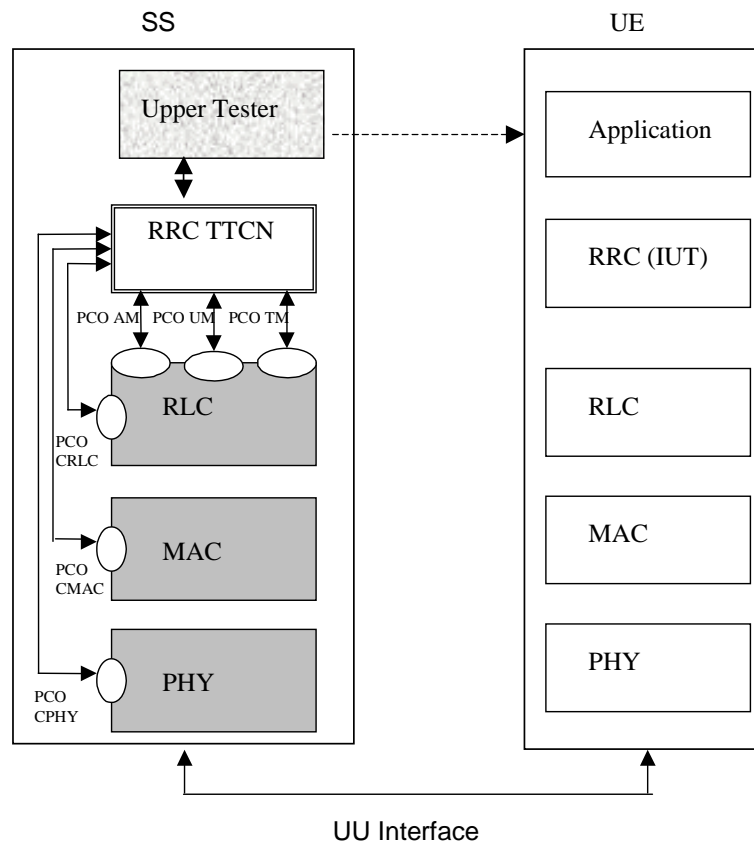 SS
UE
Upper Tester
Application
RRC TTCN
RRC (IUT)
PCO AM
PCO UM
PCO TM
RLC
RLC
PCO
CRLC
MAC
MAC
PCO
CMAC
PHY
PHY
PCO
CPHY
UU Interface